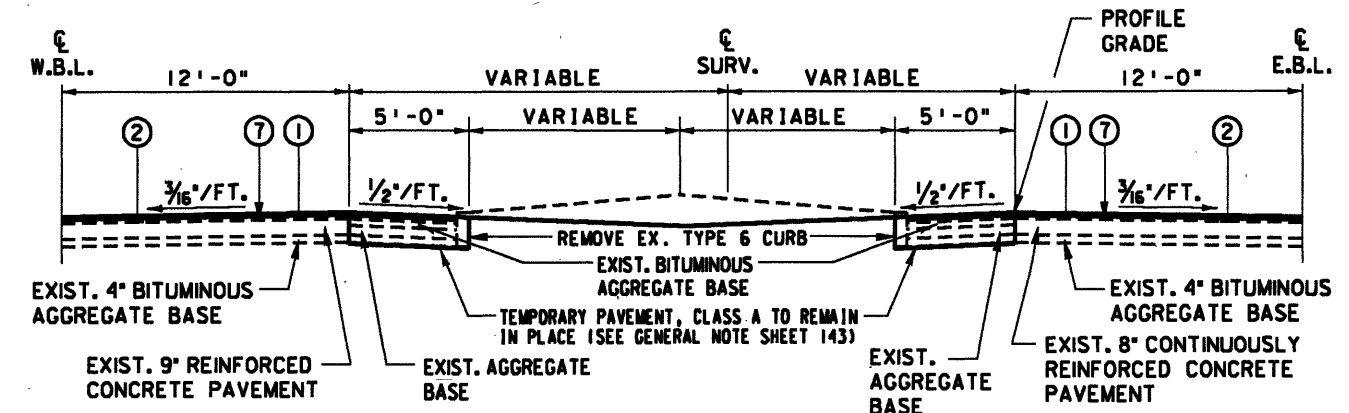 PROFILE
GRADE
℄
W.B.L.
℄
SURV.
℄
E.B.L.
12'-0" VARIABLE VARIABLE 12'-0"
5'-0" VARIABLE VARIABLE 5'-0"
2 7 1 1 7 2
3/16"/FT. 1/2"/FT. 1/2"/FT. 3/16"/FT.
REMOVE EX. TYPE 6 CURB
EXIST. BITUMINOUS
AGGREGATE BASE
EXIST. 4" BITUMINOUS
AGGREGATE BASE
EXIST. 4" BITUMINOUS
AGGREGATE BASE
TEMPORARY PAVEMENT, CLASS A TO REMAIN
IN PLACE (SEE GENERAL NOTE SHEET 143)
EXIST. 9" REINFORCED
CONCRETE PAVEMENT
EXIST. AGGREGATE
BASE
EXIST.
AGGREGATE
BASE
EXIST. 8" CONTINUOUSLY
REINFORCED CONCRETE
PAVEMENT